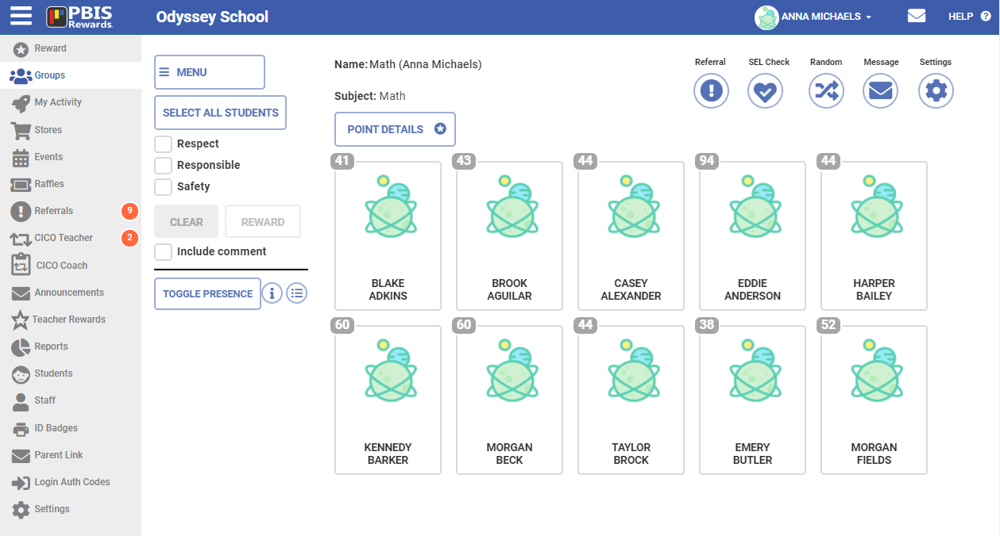 PBIS
Rewards.
Odyssey School
ANNA MICHAELS
HELP ?
Reward
Groups
My Activity
Stores
Events
Raffles
Referrals 9
CICO Teacher 2
CICO Coach
Announcements
Teacher Rewards
Reports
Students
Staff
ID Badges
Parent Link
Login Auth Codes
Settings
MENU
SELECT ALL STUDENTS
Respect
Responsible
Safety
CLEAR REWARD
Include comment
TOGGLE PRESENCE i
Name: Math (Anna Michaels)
Subject: Math
POINT DETAILS
Referral SEL Check Random Message Settings
41 43 44 94 44
BLAKE ADKINS
BROOK AGUILAR
CASEY ALEXANDER
EDDIE ANDERSON
HARPER BAILEY
60 60 44 38 52
KENNEDY BARKER
MORGAN BECK
TAYLOR BROCK
EMERY BUTLER
MORGAN FIELDS